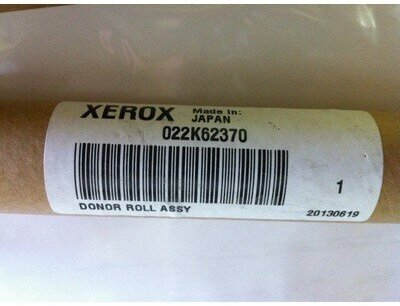 XEROX Made in:
JAPAN
022K62370
1
DONOR ROLL ASSY
20130619